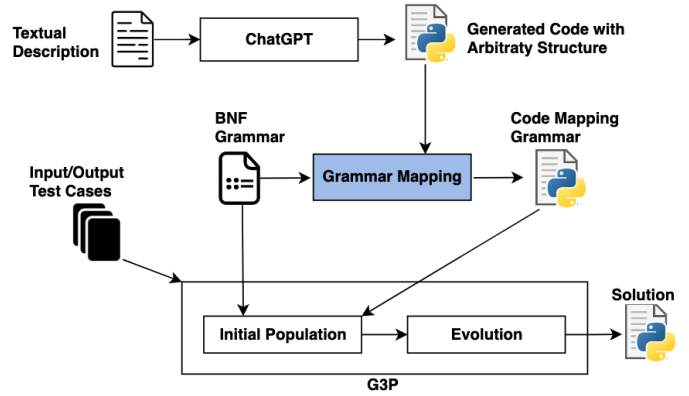 Textual
Description
ChatGPT
Generated Code with
Arbitraty Structure
BNF
Grammar
Code Mapping
Grammar
Input/Output
Test Cases
Grammar Mapping
Solution
Initial Population
Evolution
G3P